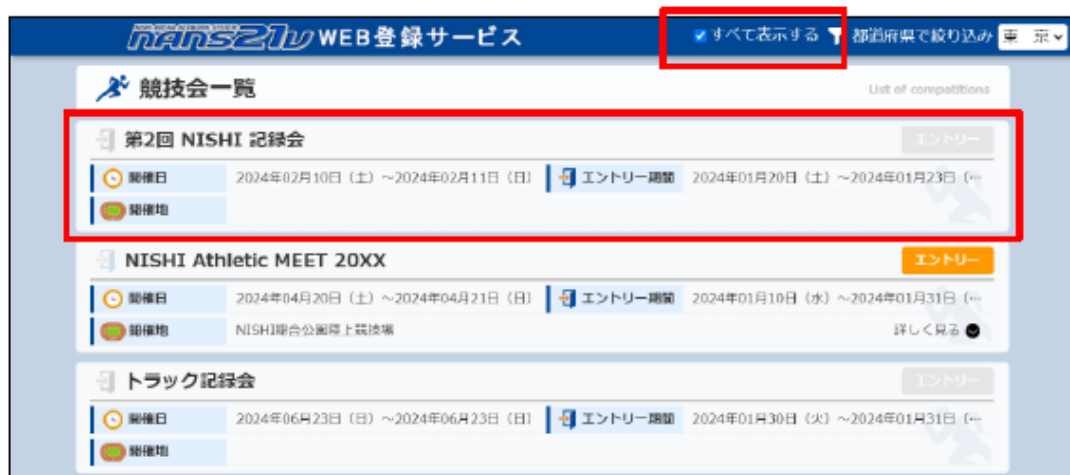 nANS21V WEB登録サービス すべて表示する 都道府県で絞り込み 東 京
競技会一覧 List of competitions
第2回 NISHI 記録会 エントリー
開催日 2024年02月10日（土）～2024年02月11日（日） エントリー期間 2024年01月20日（土）～2024年01月23日（…
開催地
NISHI Athletic MEET 20XX エントリー
開催日 2024年04月20日（土）～2024年04月21日（日） エントリー期間 2024年01月10日（水）～2024年01月31日（…
開催地 NISHI総合公園陸上競技場 詳しく見る
トラック記録会 エントリー
開催日 2024年06月23日（日）～2024年06月23日（日） エントリー期間 2024年01月30日（火）～2024年01月31日（…
開催地